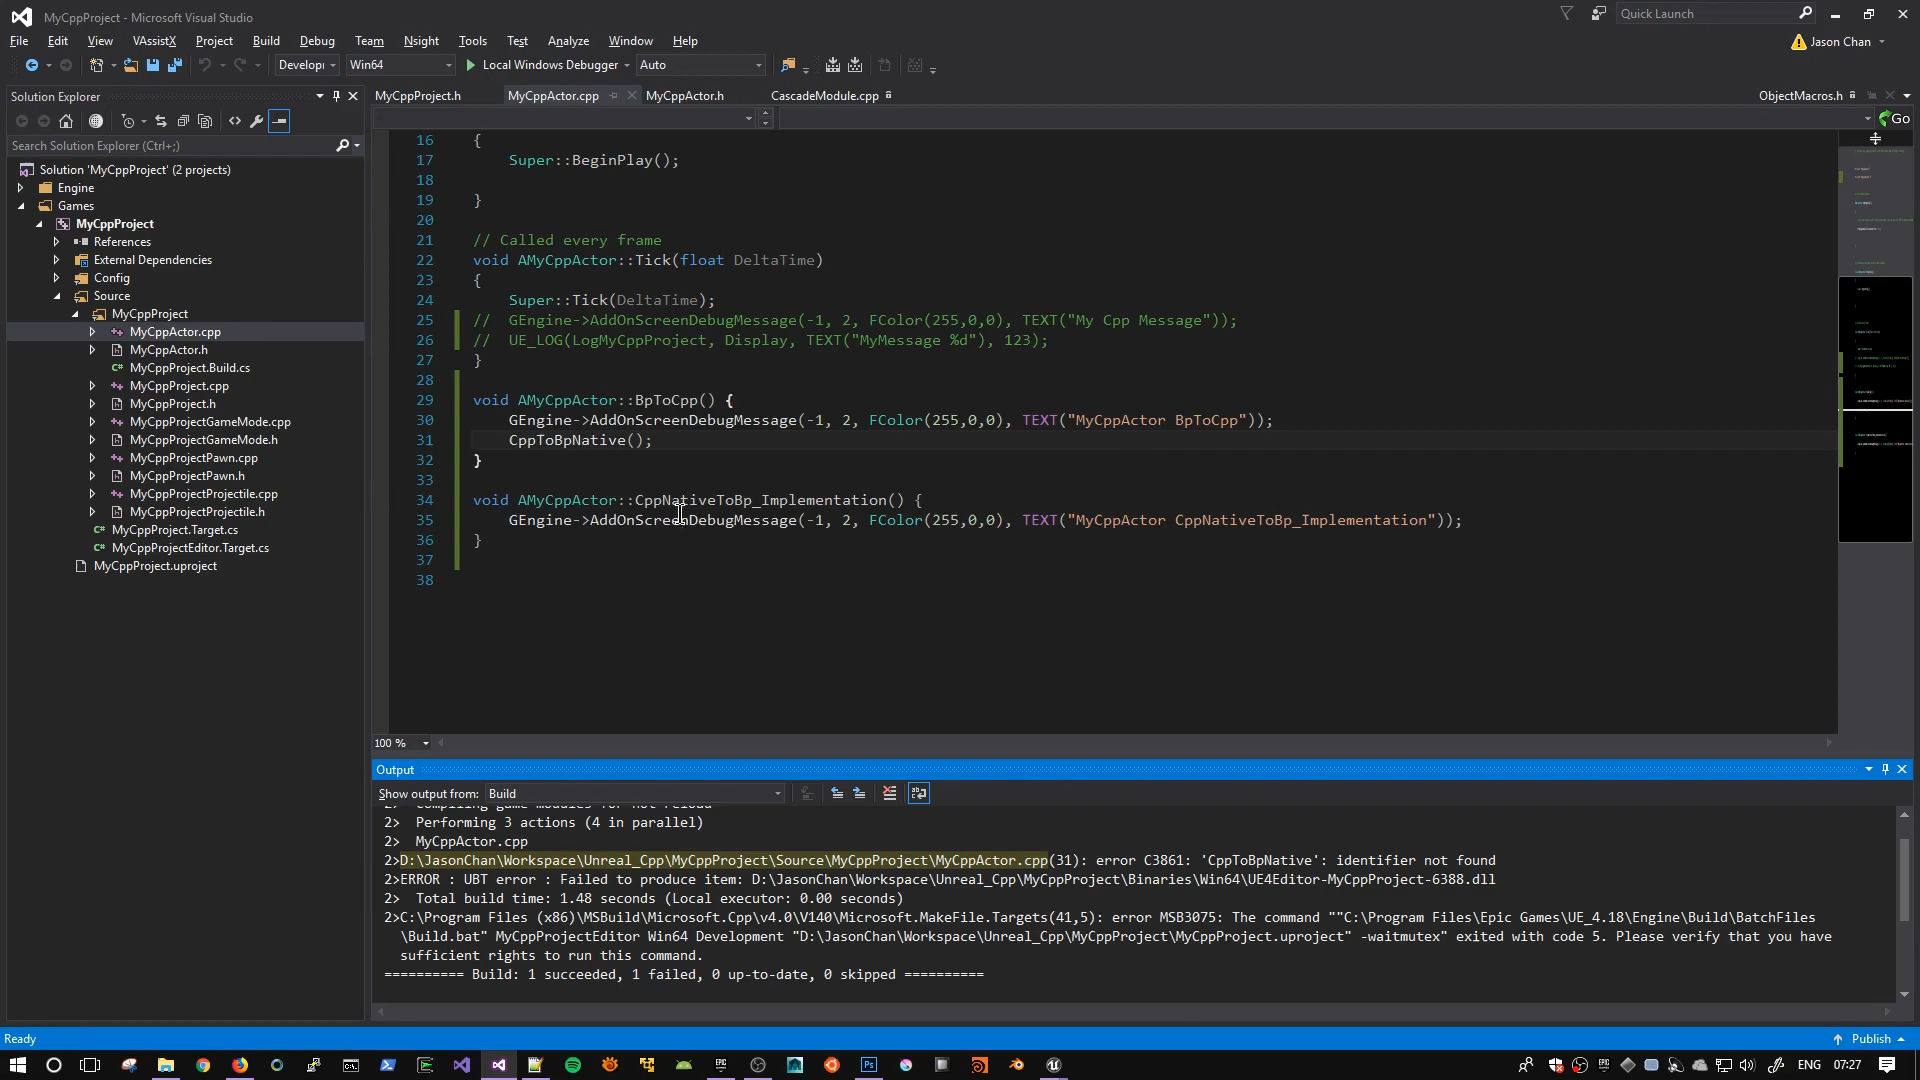 MyCppProject - Microsoft Visual Studio
Quick Launch
File Edit View VAssistX Project Build Debug Team Nsight Tools Test Analyze Window Help
Jason Chan
Develop Win64 Local Windows Debugger Auto
Solution Explorer
MyCppProject.h MyCppActor.cpp MyCppActor.h CascadeModule.cpp ObjectMacros.h
Go
Search Solution Explorer (Ctrl+;)
Solution 'MyCppProject' (2 projects)
Engine
Games
MyCppProject
References
External Dependencies
Config
Source
MyCppProject
MyCppActor.cpp
MyCppActor.h
MyCppProject.Build.cs
MyCppProject.cpp
MyCppProject.h
MyCppProjectGameMode.cpp
MyCppProjectGameMode.h
MyCppProjectPawn.cpp
MyCppProjectPawn.h
MyCppProjectProjectile.cpp
MyCppProjectProjectile.h
MyCppProject.Target.cs
MyCppProjectEditor.Target.cs
MyCppProject.uproject
16 {
17 Super::BeginPlay();
18
19 }
20
21 // Called every frame
22 void AMyCppActor::Tick(float DeltaTime)
23 {
24 Super::Tick(DeltaTime);
25 // GEngine->AddOnScreenDebugMessage(-1, 2, FColor(255,0,0), TEXT("My Cpp Message"));
26 // UE_LOG(LogMyCppProject, Display, TEXT("MyMessage %d"), 123);
27 }
28
29 void AMyCppActor::BpToCpp() {
30 GEngine->AddOnScreenDebugMessage(-1, 2, FColor(255,0,0), TEXT("MyCppActor BpToCpp"));
31 CppToBpNative();
32 }
33
34 void AMyCppActor::CppNativeToBp_Implementation() {
35 GEngine->AddOnScreenDebugMessage(-1, 2, FColor(255,0,0), TEXT("MyCppActor CppNativeToBp_Implementation"));
36 }
37
38
100 %
Output
Show output from: Build
2> Compiling game modules for hot reload
2> Performing 3 actions (4 in parallel)
2> MyCppActor.cpp
2>D:\JasonChan\Workspace\Unreal_Cpp\MyCppProject\Source\MyCppProject\MyCppActor.cpp(31): error C3861: 'CppToBpNative': identifier not found
2>ERROR : UBT error : Failed to produce item: D:\JasonChan\Workspace\Unreal_Cpp\MyCppProject\Binaries\Win64\UE4Editor-MyCppProject-6388.dll
2> Total build time: 1.48 seconds (Local executor: 0.00 seconds)
2>C:\Program Files (x86)\MSBuild\Microsoft.Cpp\v4.0\V140\Microsoft.MakeFile.Targets(41,5): error MSB3075: The command ""C:\Program Files\Epic Games\UE_4.18\Engine\Build\BatchFiles
\Build.bat" MyCppProjectEditor Win64 Development "D:\JasonChan\Workspace\Unreal_Cpp\MyCppProject\MyCppProject.uproject" -waitmutex" exited with code 5. Please verify that you have
sufficient rights to run this command.
========== Build: 1 succeeded, 1 failed, 0 up-to-date, 0 skipped ==========
Ready
Publish
ENG 07:27